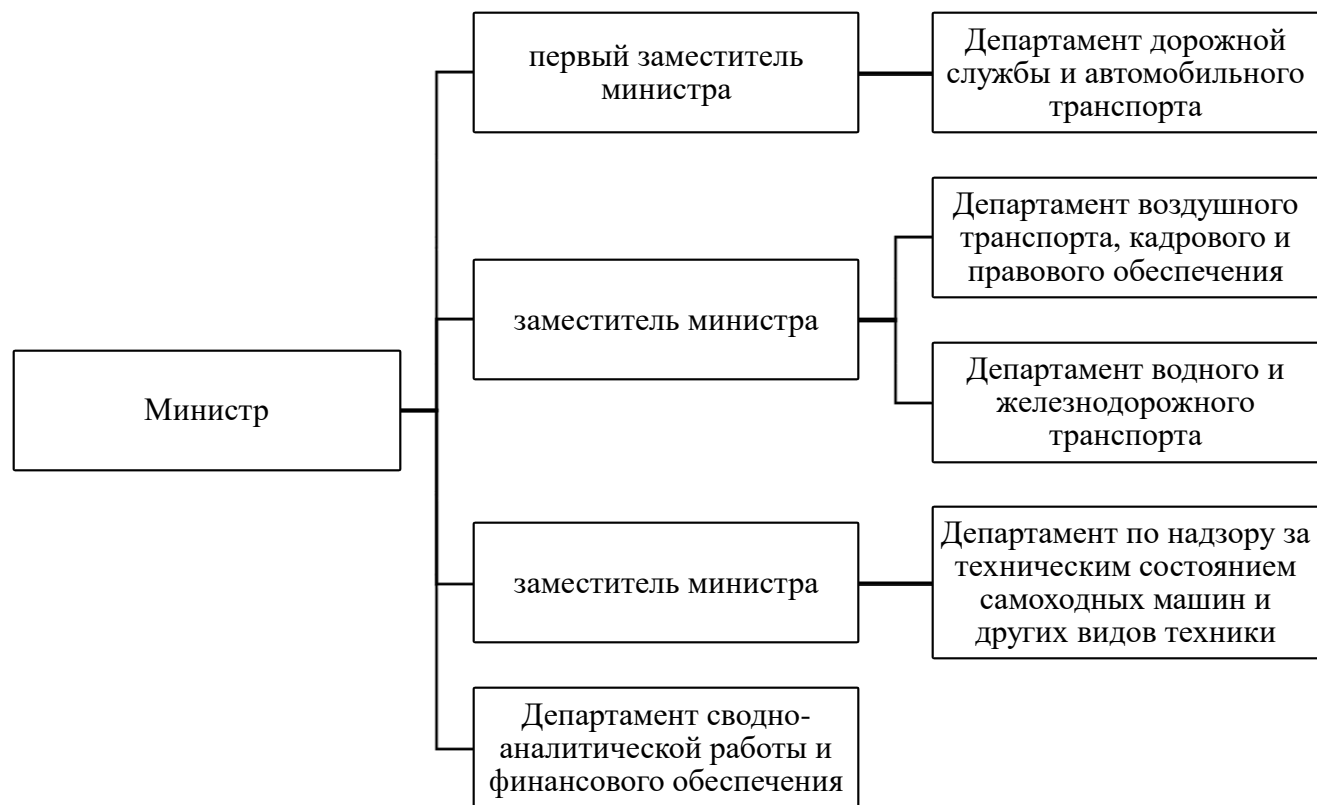 Министр
первый заместитель
министра
Департамент дорожной
службы и автомобильного
транспорта
заместитель министра
Департамент воздушного
транспорта, кадрового и
правового обеспечения
Департамент водного и
железнодорожного
транспорта
заместитель министра
Департамент по надзору за
техническим состоянием
самоходных машин и
других видов техники
Департамент сводно-
аналитической работы и
финансового обеспечения